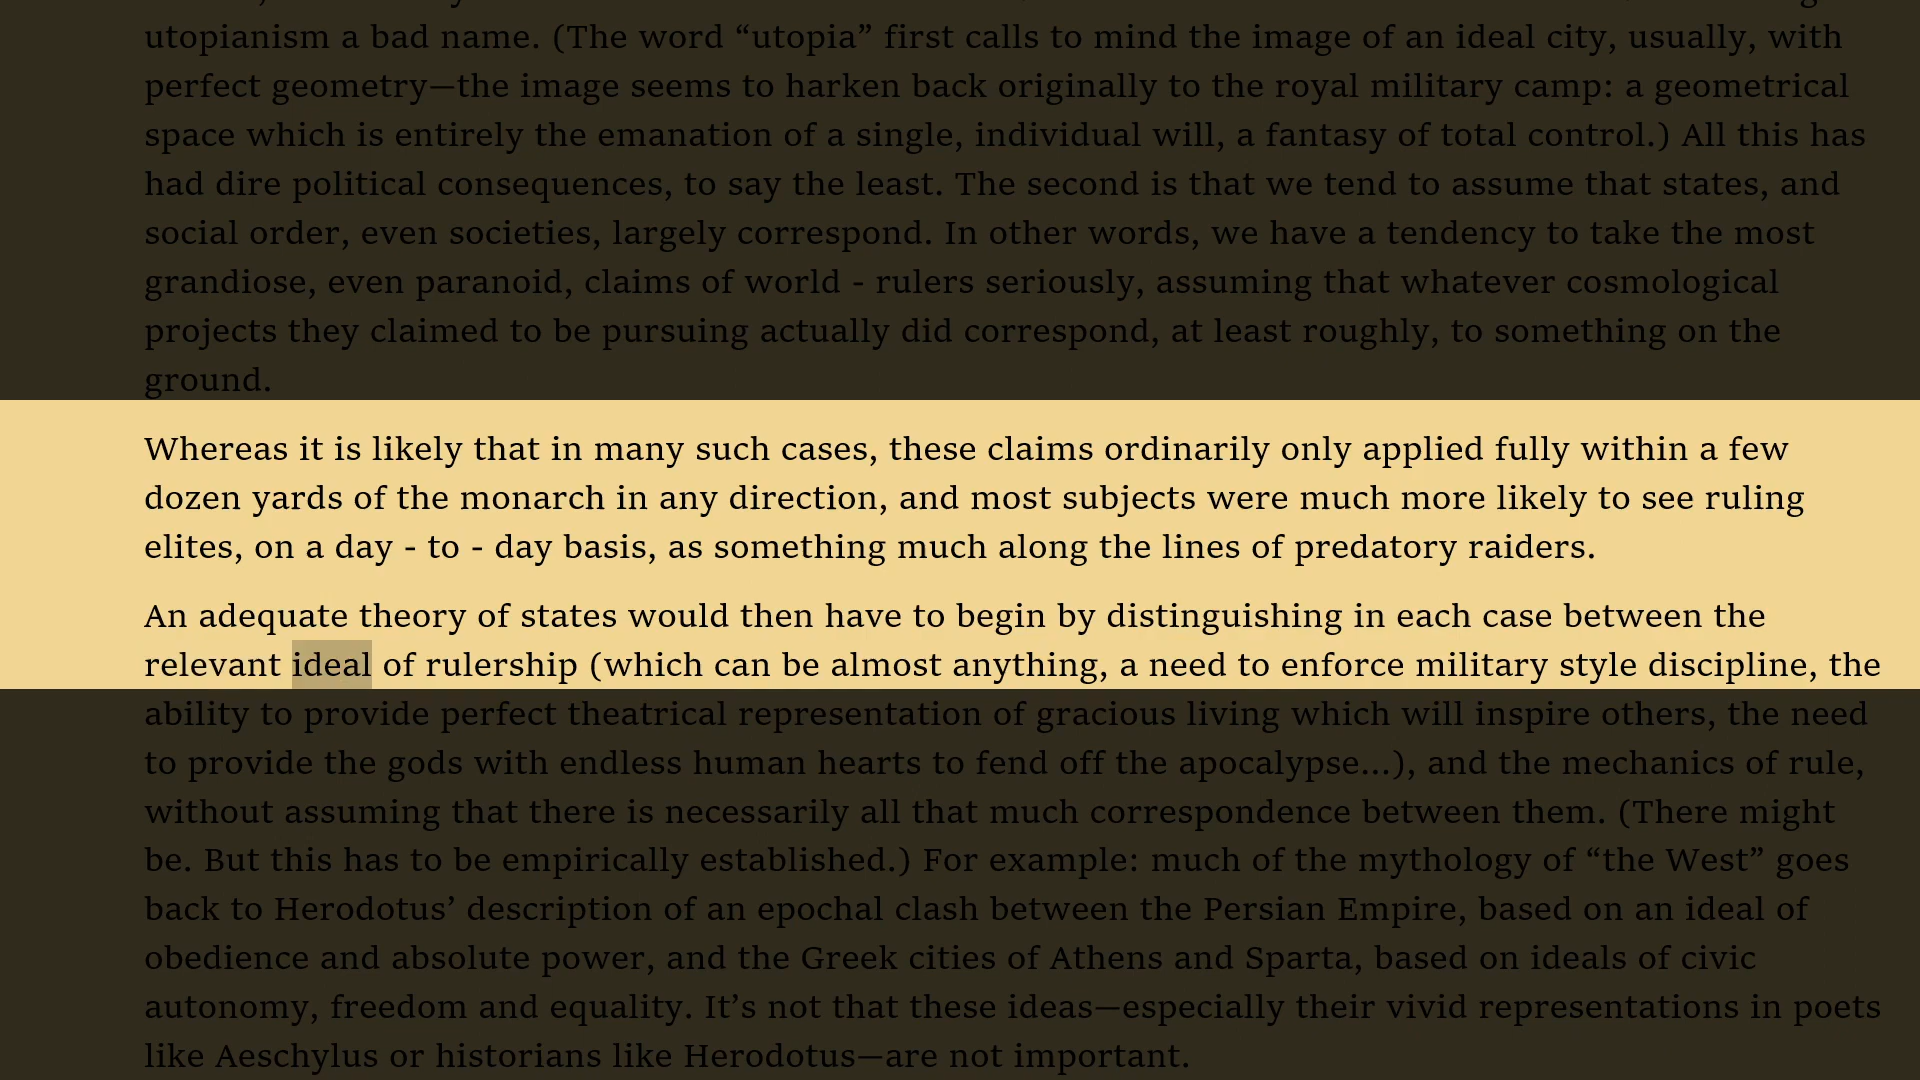 utopianism a bad name. (The word “utopia” first calls to mind the image of an ideal city, usually, with
perfect geometry—the image seems to harken back originally to the royal military camp: a geometrical
space which is entirely the emanation of a single, individual will, a fantasy of total control.) All this has
had dire political consequences, to say the least. The second is that we tend to assume that states, and
social order, even societies, largely correspond. In other words, we have a tendency to take the most
grandiose, even paranoid, claims of world - rulers seriously, assuming that whatever cosmological
projects they claimed to be pursuing actually did correspond, at least roughly, to something on the
ground.
Whereas it is likely that in many such cases, these claims ordinarily only applied fully within a few
dozen yards of the monarch in any direction, and most subjects were much more likely to see ruling
elites, on a day - to - day basis, as something much along the lines of predatory raiders.
An adequate theory of states would then have to begin by distinguishing in each case between the
relevant ideal of rulership (which can be almost anything, a need to enforce military style discipline, the
ability to provide perfect theatrical representation of gracious living which will inspire others, the need
to provide the gods with endless human hearts to fend off the apocalypse...), and the mechanics of rule,
without assuming that there is necessarily all that much correspondence between them. (There might
be. But this has to be empirically established.) For example: much of the mythology of “the West” goes
back to Herodotus’ description of an epochal clash between the Persian Empire, based on an ideal of
obedience and absolute power, and the Greek cities of Athens and Sparta, based on ideals of civic
autonomy, freedom and equality. It’s not that these ideas—especially their vivid representations in poets
like Aeschylus or historians like Herodotus—are not important.